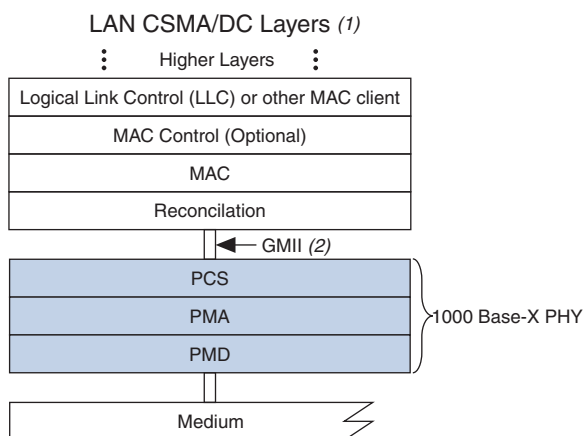 LAN CSMA/DC Layers (1)
Higher Layers
Logical Link Control (LLC) or other MAC client
MAC Control (Optional)
MAC
Reconcilation
GMII (2)
PCS
PMA
1000 Base-X PHY
PMD
Medium